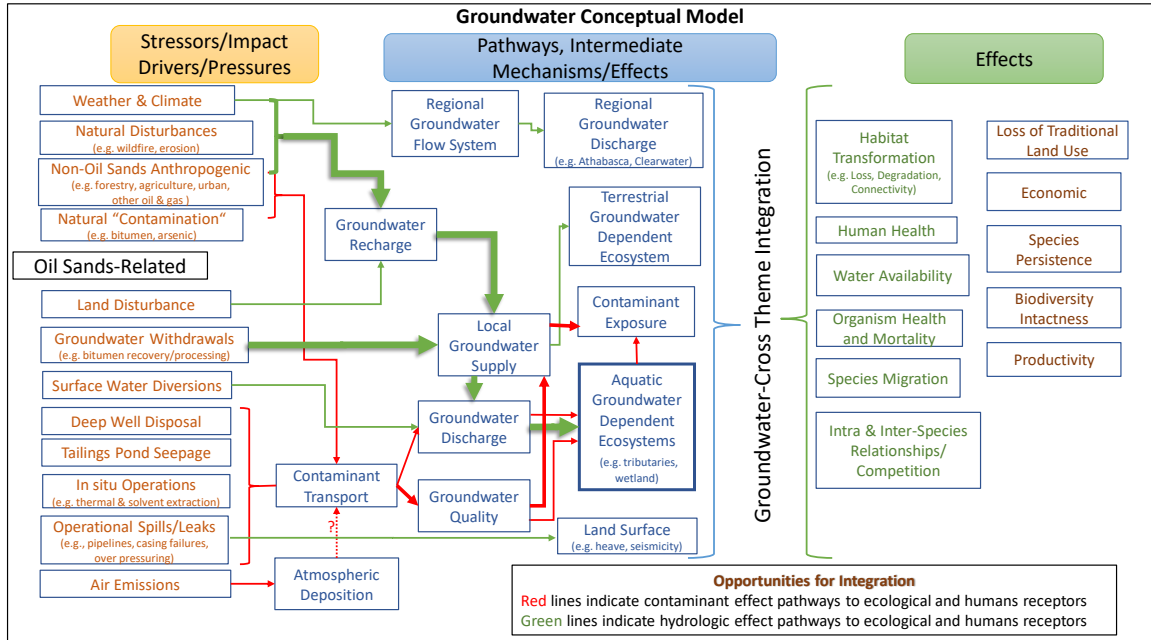 Groundwater Conceptual Model
Stressors/Impact
Drivers/Pressures
Pathways, Intermediate
Mechanisms/Effects
Effects
Weather & Climate
Natural Disturbances
(e.g. wildfire, erosion)
Non-Oil Sands Anthropogenic
(e.g. forestry, agriculture, urban,
other oil & gas )
Natural “Contamination“
(e.g. bitumen, arsenic)
Oil Sands-Related
Land Disturbance
Groundwater Withdrawals
(e.g. bitumen recovery/processing)
Surface Water Diversions
Deep Well Disposal
Tailings Pond Seepage
In situ Operations
(e.g. thermal & solvent extraction)
Operational Spills/Leaks
(e.g., pipelines, casing failures,
over pressuring)
Air Emissions
Regional
Groundwater
Flow System
Regional
Groundwater
Discharge
(e.g. Athabasca, Clearwater)
Groundwater
Recharge
Terrestrial
Groundwater
Dependent
Ecosystem
Local
Groundwater
Supply
Contaminant
Exposure
Groundwater
Discharge
Aquatic
Groundwater
Dependent
Ecosystems
(e.g. tributaries,
wetland)
Contaminant
Transport
Groundwater
Quality
?
Atmospheric
Deposition
Land Surface
(e.g. heave, seismicity)
Groundwater-Cross Theme Integration
Habitat
Transformation
(e.g. Loss, Degradation,
Connectivity)
Human Health
Water Availability
Organism Health
and Mortality
Species Migration
Intra & Inter-Species
Relationships/
Competition
Loss of Traditional
Land Use
Economic
Species
Persistence
Biodiversity
Intactness
Productivity
Opportunities for Integration
Red lines indicate contaminant effect pathways to ecological and humans receptors
Green lines indicate hydrologic effect pathways to ecological and humans receptors